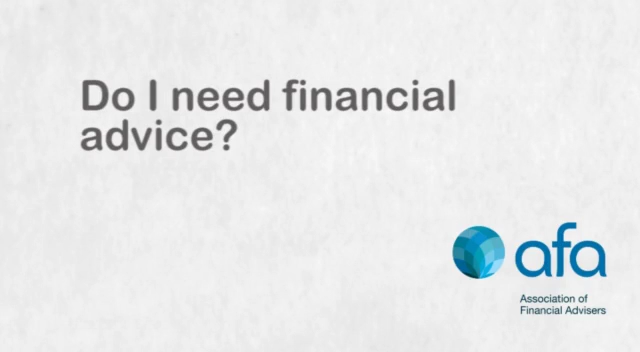 Do I need financial
advice?
afa
Association of
Financial Advisers